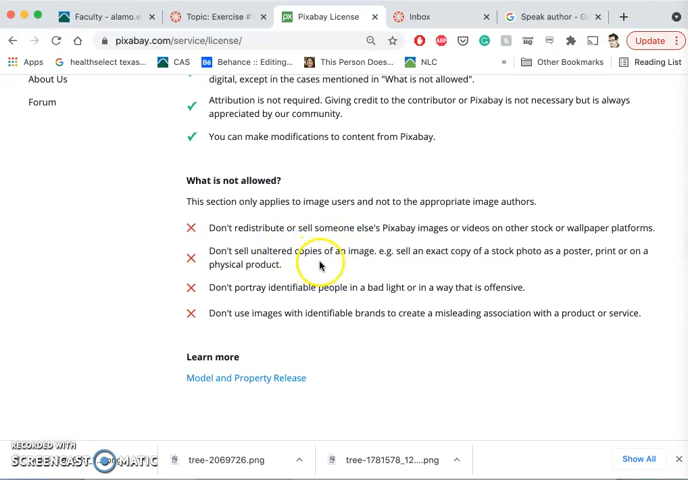 Faculty - alamo.e
Topic: Exercise #1
Pixabay License
Inbox
Speak author - G
pixabay.com/service/license/
Update
Apps
healthselect texas...
CAS
Behance :: Editing...
This Person Does...
NLC
»
Other Bookmarks
Reading List
About Us
digital, except in the cases mentioned in "What is not allowed".
Forum
Attribution is not required. Giving credit to the contributor or Pixabay is not necessary but is always
appreciated by our community.
You can make modifications to content from Pixabay.
What is not allowed?
This section only applies to image users and not to the appropriate image authors.
Don't redistribute or sell someone else's Pixabay images or videos on other stock or wallpaper platforms.
Don't sell unaltered copies of an image. e.g. sell an exact copy of a stock photo as a poster, print or on a
physical product.
Don't portray identifiable people in a bad light or in a way that is offensive.
Don't use images with identifiable brands to create a misleading association with a product or service.
Learn more
Model and Property Release
RECORDED WITH
SCREENCAST-O-MATIC
tree-2069726.png
tree-1781578_12....png
Show All